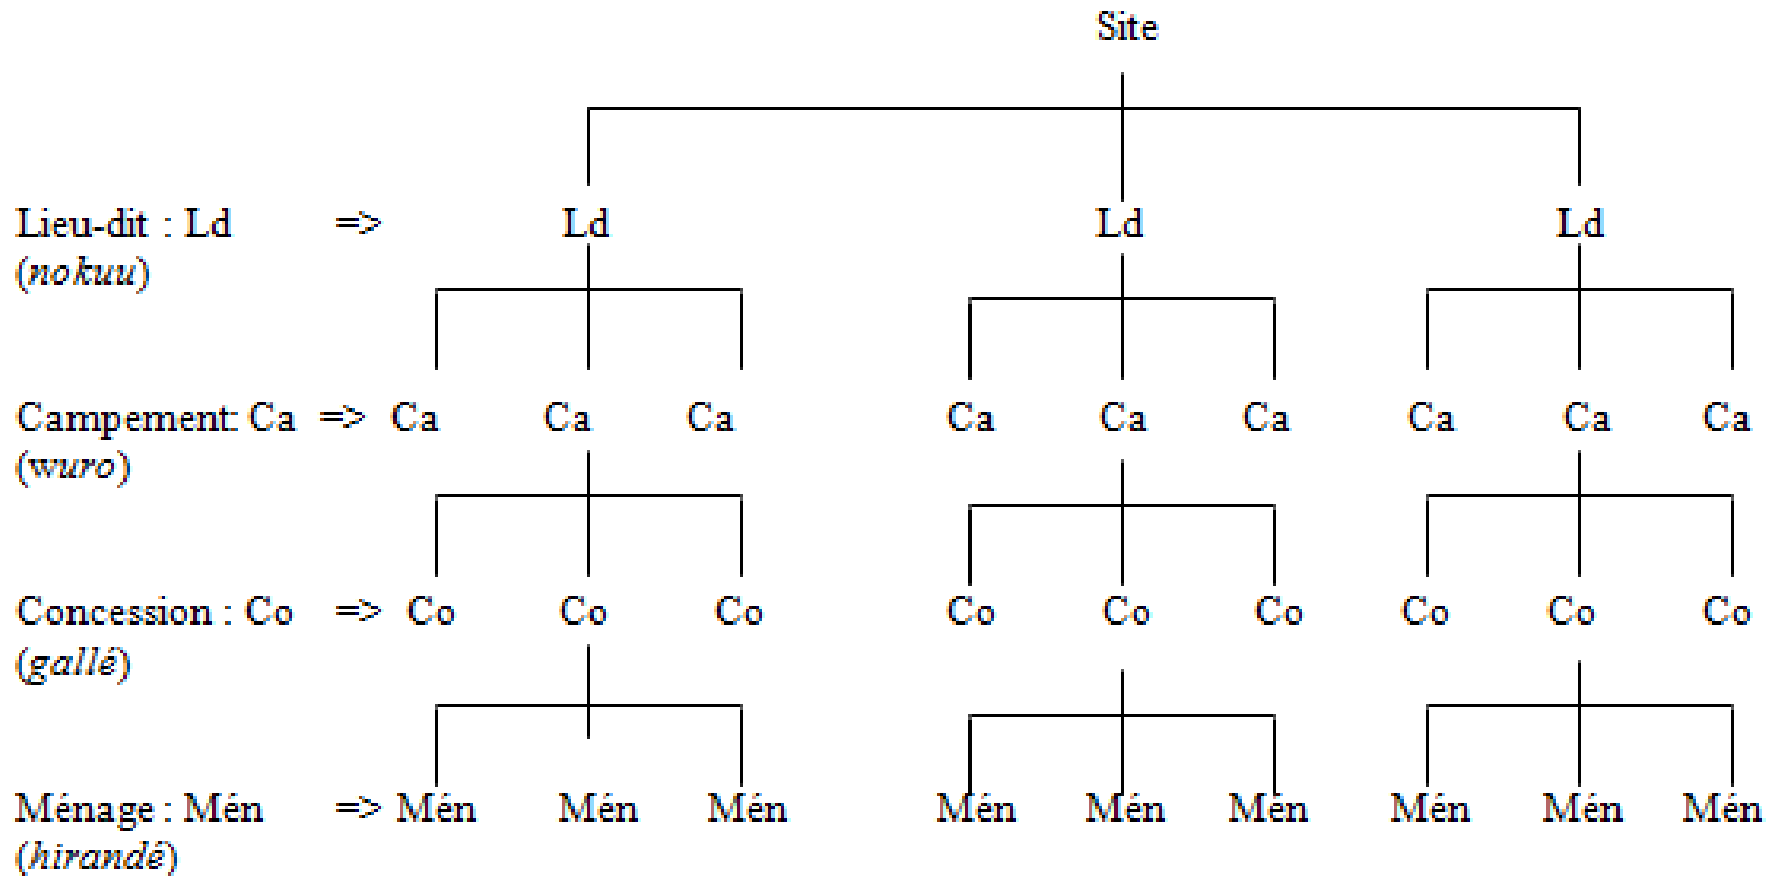 Site
Lieu-dit : Ld => Ld Ld Ld
(nokuu)
Campement: Ca => Ca Ca Ca Ca Ca Ca Ca Ca Ca
(wuro)
Concession : Co => Co Co Co Co Co Co Co Co Co
(gallé)
Ménage : Mén => Mén Mén Mén Mén Mén Mén Mén Mén Mén
(hirandé)